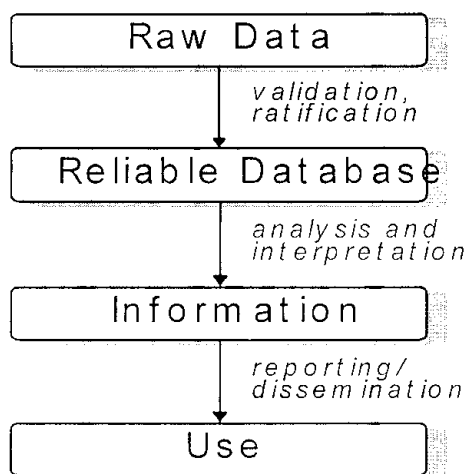 Raw Data
validation,
ratification
Reliable Database
analysis and
interpretation
Information
reporting/
dissemination
Use